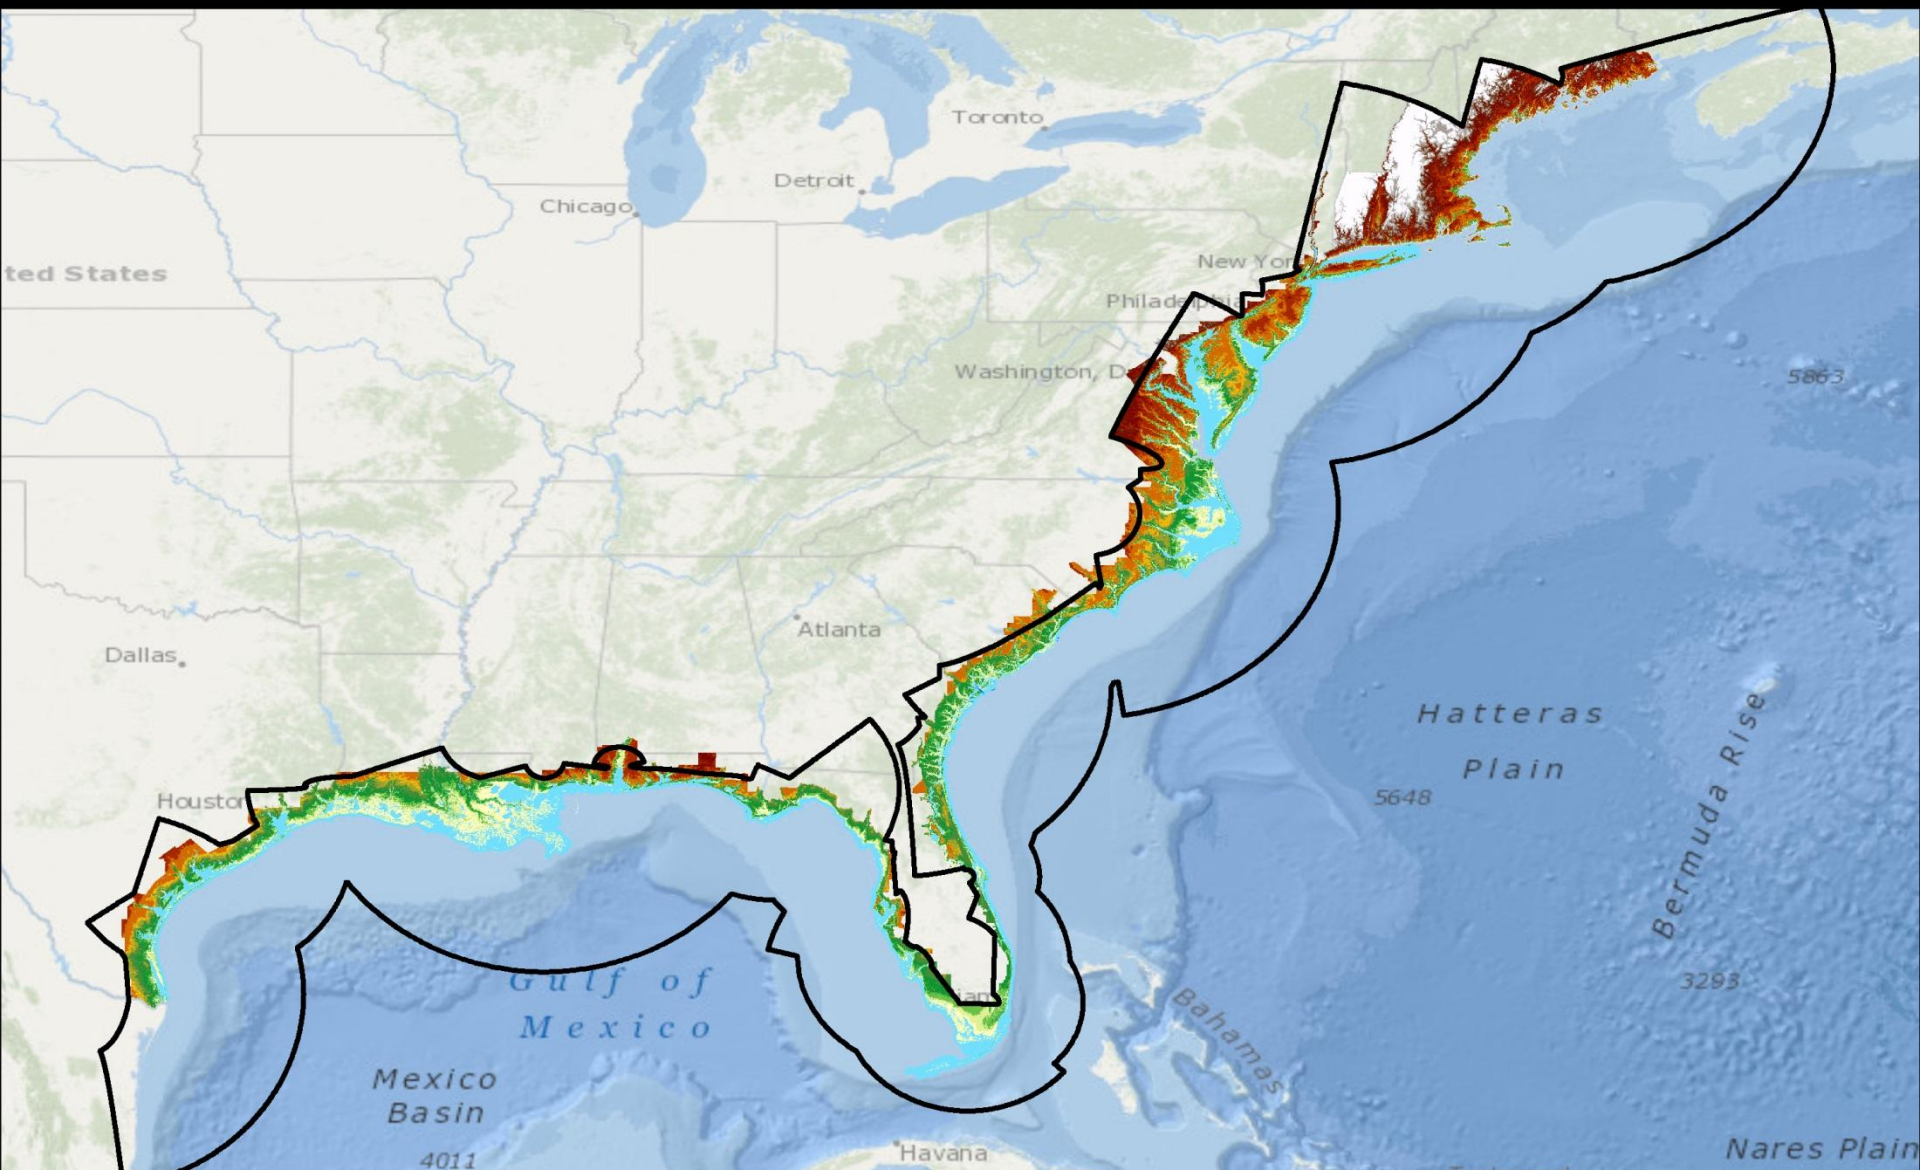 Toronto
Detroit
Chicago
ted States
New Yor
Philadelphia
Washington, D
5863
Atlanta
Dallas
Hatteras
Plain
Bermuda Rise
5648
Houston
Gulf of
Mexico
3293
Bahamas
Mexico
Basin
4011
Havana
Nares Plain